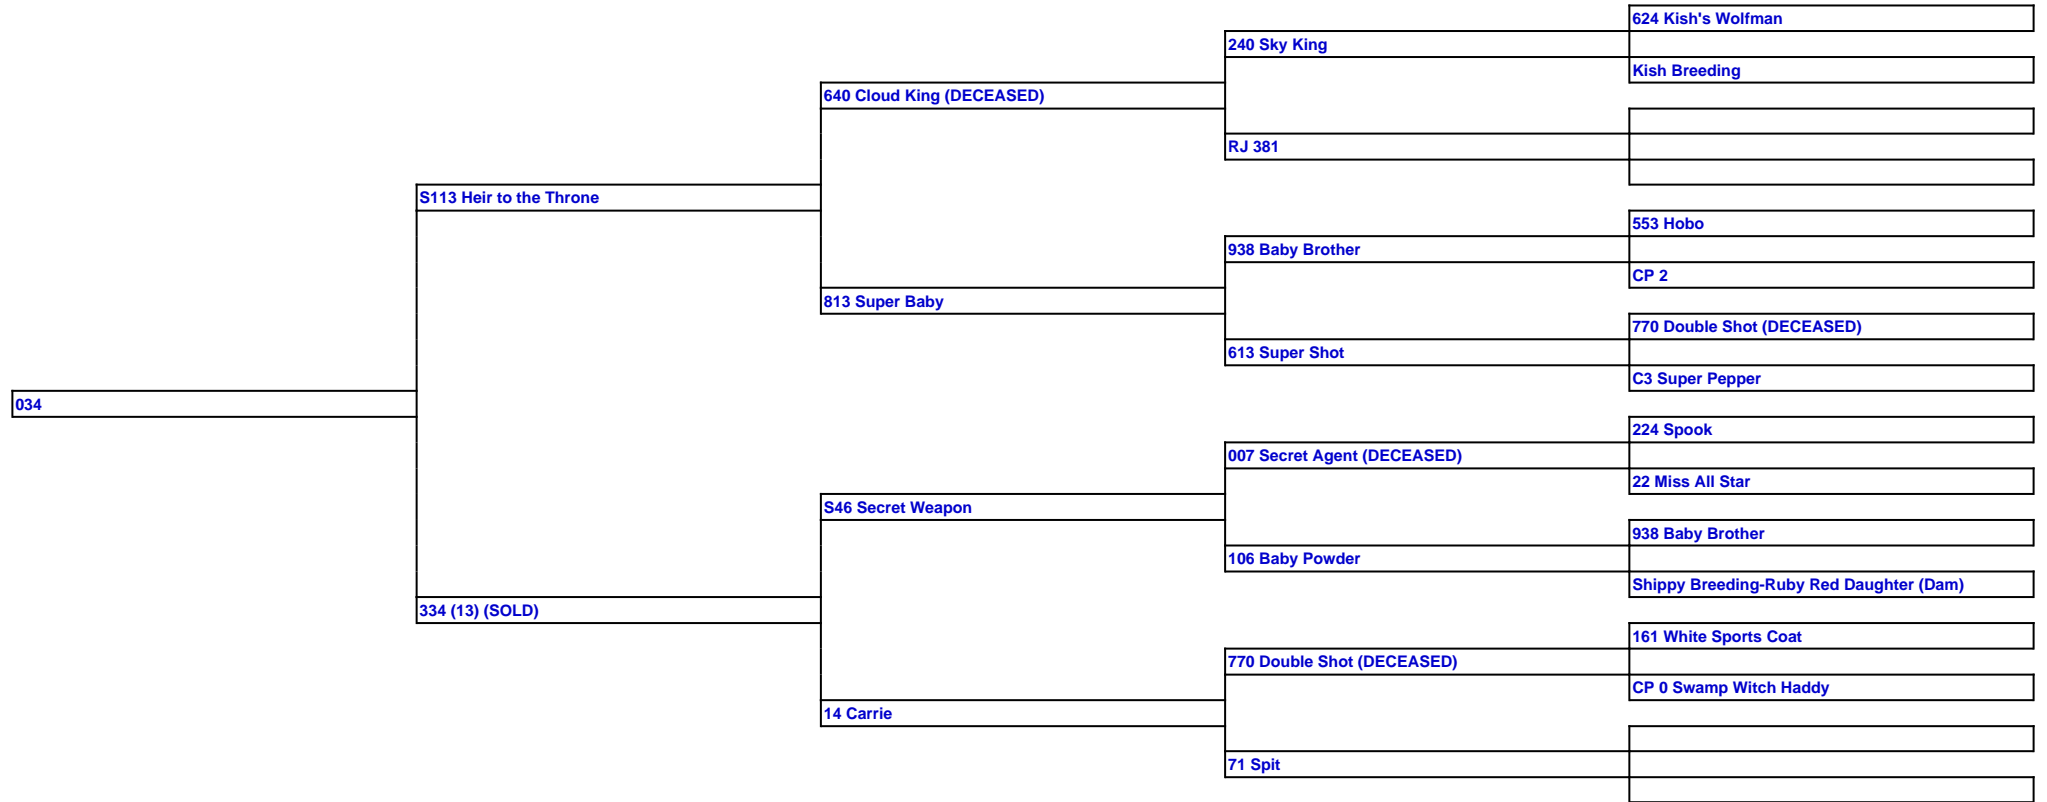 624 Kish's Wolfman
240 Sky King
Kish Breeding
640 Cloud King (DECEASED)
RJ 381
S113 Heir to the Throne
553 Hobo
938 Baby Brother
CP 2
813 Super Baby
770 Double Shot (DECEASED)
613 Super Shot
C3 Super Pepper
034
224 Spook
007 Secret Agent (DECEASED)
22 Miss All Star
S46 Secret Weapon
938 Baby Brother
106 Baby Powder
Shippy Breeding-Ruby Red Daughter (Dam)
334 (13) (SOLD)
161 White Sports Coat
770 Double Shot (DECEASED)
CP 0 Swamp Witch Haddy
14 Carrie
71 Spit